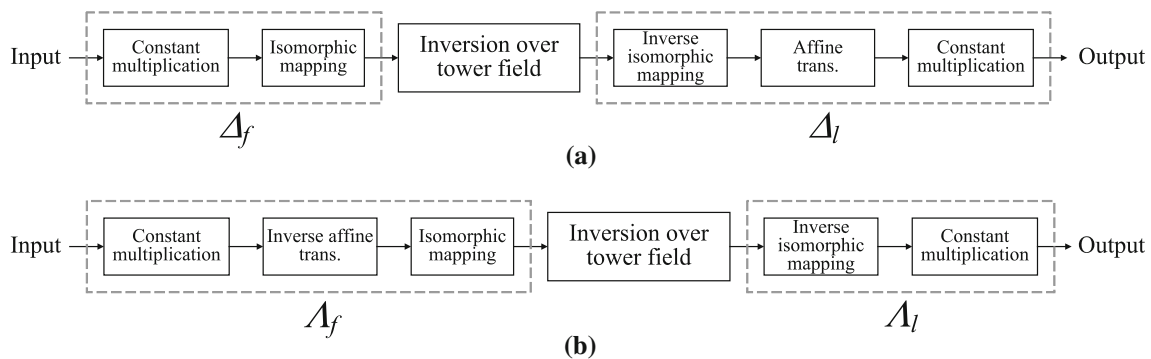 Input
Constant
multiplication
Isomorphic
mapping
Inversion over
tower field
Inverse
isomorphic
mapping
Affine
trans.
Constant
multiplication
Output
Δf
Δl
(a)
Input
Constant
multiplication
Inverse affine
trans.
Isomorphic
mapping
Inversion over
tower field
Inverse
isomorphic
mapping
Constant
multiplication
Output
Λf
Λl
(b)